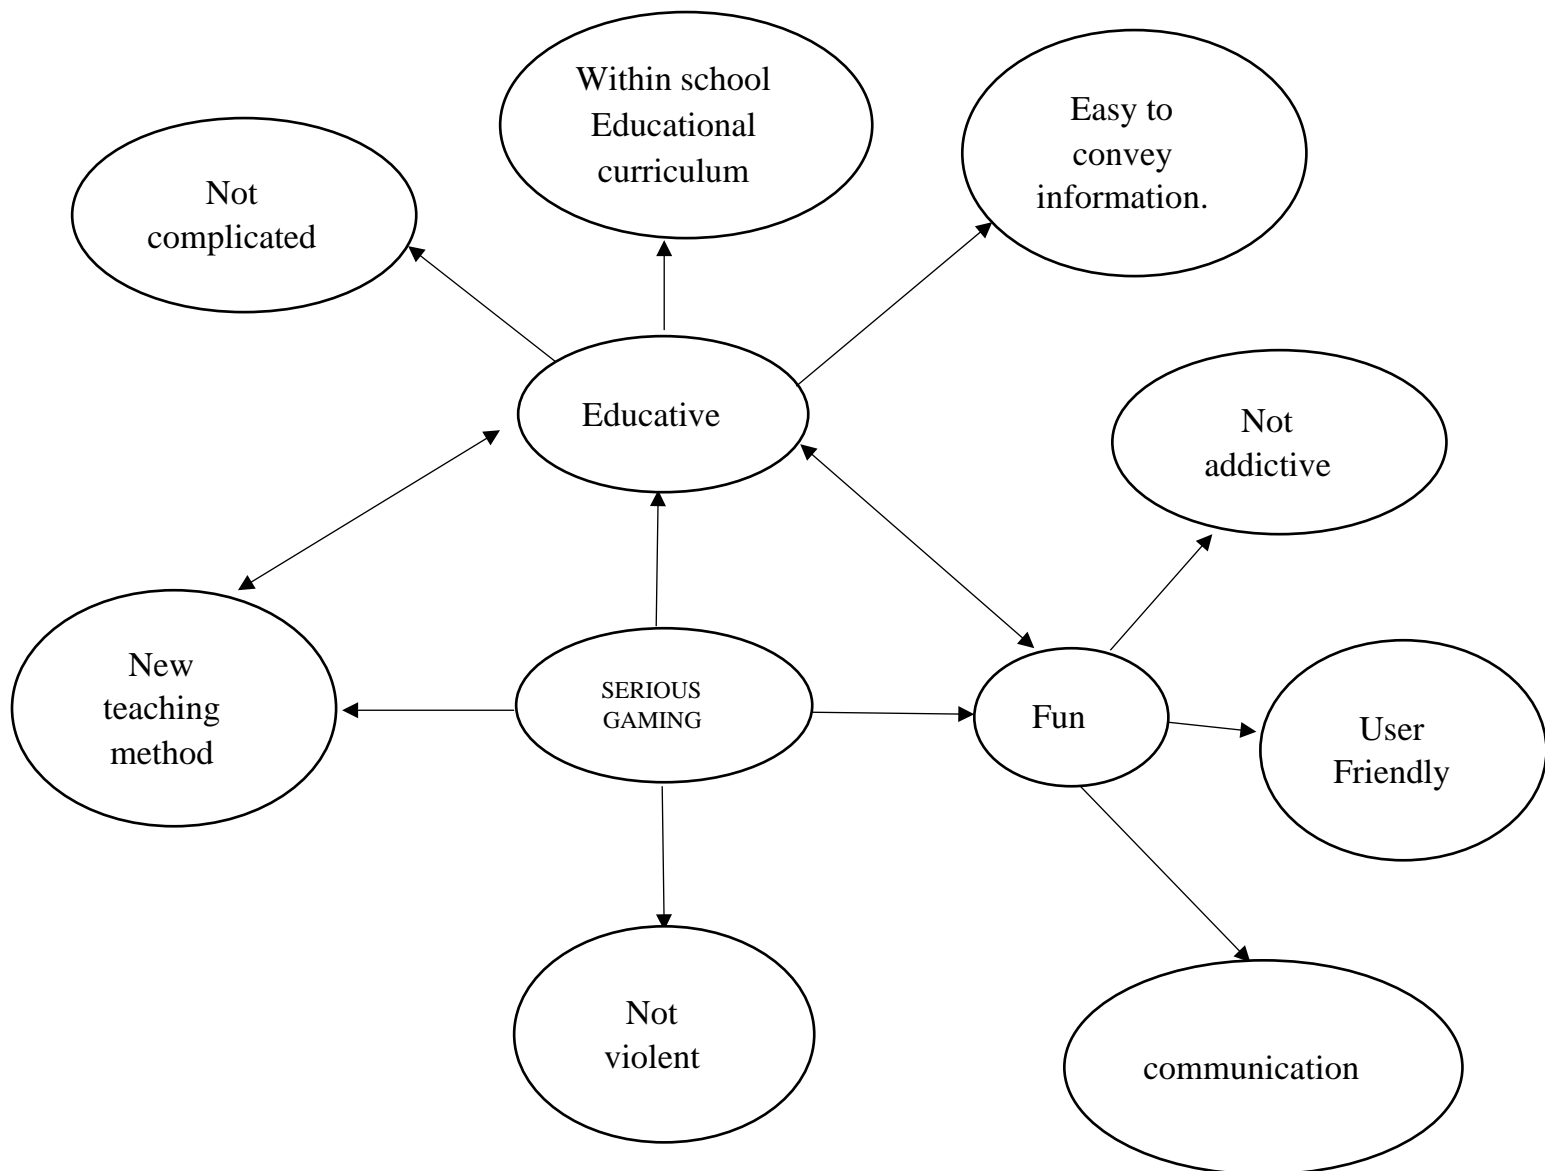 Within school
Educational
curriculum
Easy to
convey
information.
Not
complicated
Educative
Not
addictive
New
teaching
method
SERIOUS
GAMING
Fun
User
Friendly
Not
violent
communication